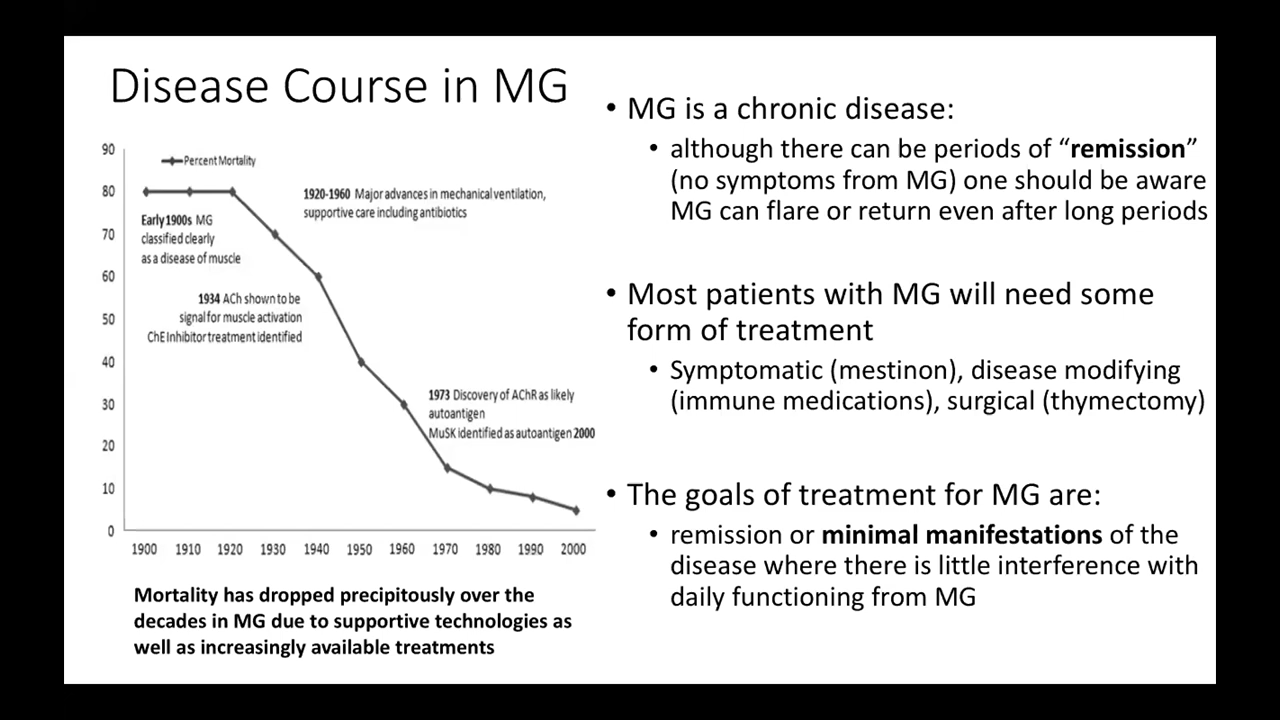 Disease Course in MG
90
80
70
60
50
40
30
20
10
0
Percent Mortality
1920-1960 Major advances in mechanical ventilation,
supportive care including antibiotics
Early 1900s MG
classified clearly
as a disease of muscle
1934 ACh shown to be
signal for muscle activation
ChE Inhibitor treatment identified
1973 Discovery of AChR as likely
autoantigen
MuSK identified as autoantigen 2000
1900 1910 1920 1930 1940 1950 1960 1970 1980 1990 2000
Mortality has dropped precipitously over the
decades in MG due to supportive technologies as
well as increasingly available treatments
• MG is a chronic disease:
• although there can be periods of “remission”
(no symptoms from MG) one should be aware
MG can flare or return even after long periods
• Most patients with MG will need some
form of treatment
• Symptomatic (mestinon), disease modifying
(immune medications), surgical (thymectomy)
• The goals of treatment for MG are:
• remission or minimal manifestations of the
disease where there is little interference with
daily functioning from MG